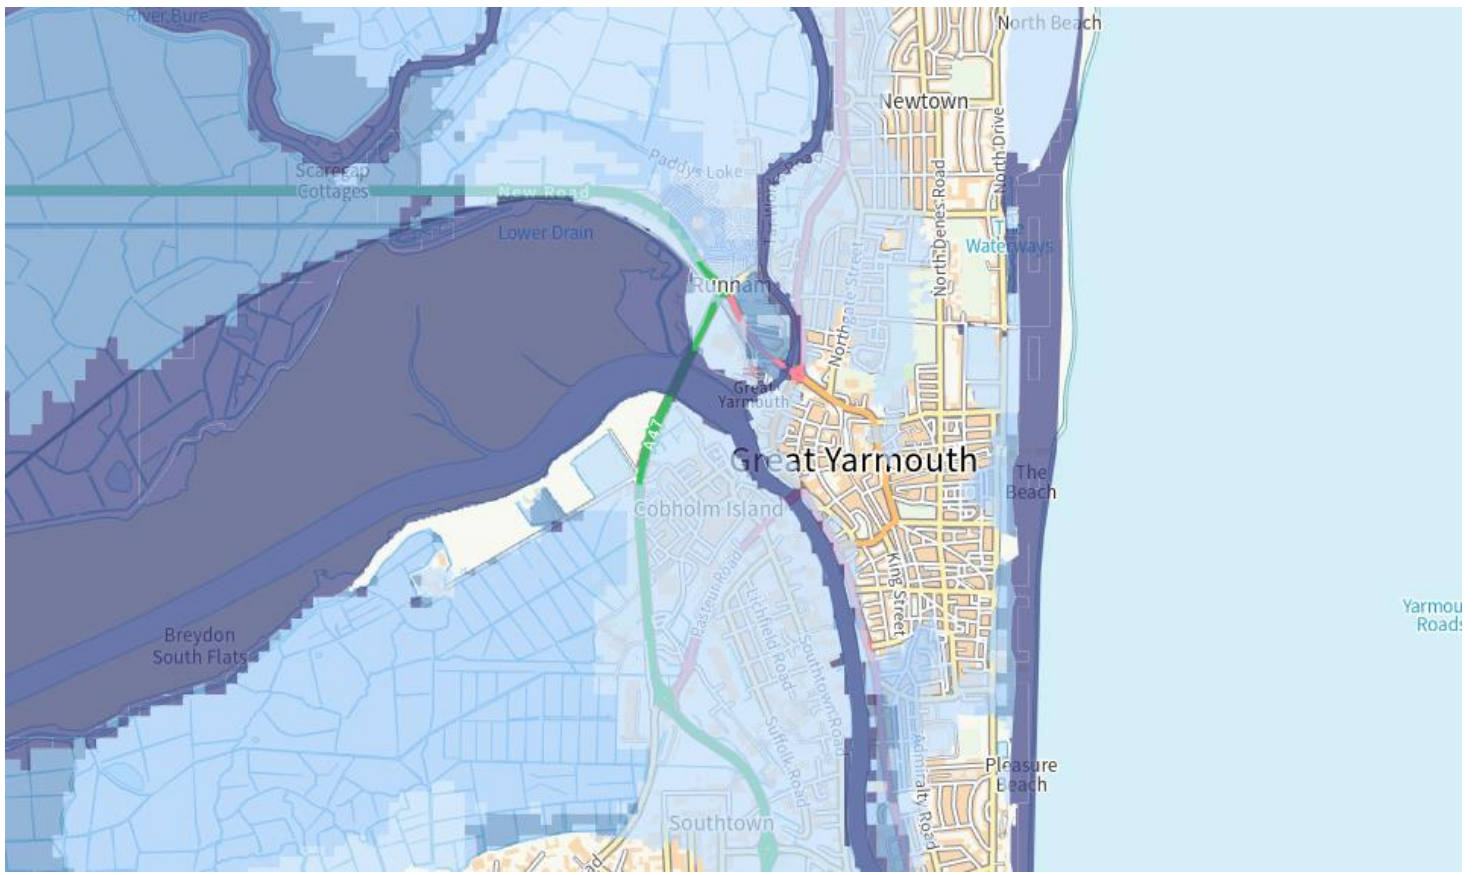 River Bure
North Beach
Newtown
Paddys Loke
Scaregap
Cottages
New Road
North Drive
Lower Drain
The
Waterways
North Denes Road
Runham
Northgate Street
Great
Yarmouth
A47
Great Yarmouth
The
Beach
Cobholm Island
King Street
Pasteur Road
Lichfield Road
Yarmou
Roads
Breydon
South Flats
Southtown Road
Suffolk Road
Admiralty Road
Pleasure
Beach
Southtown